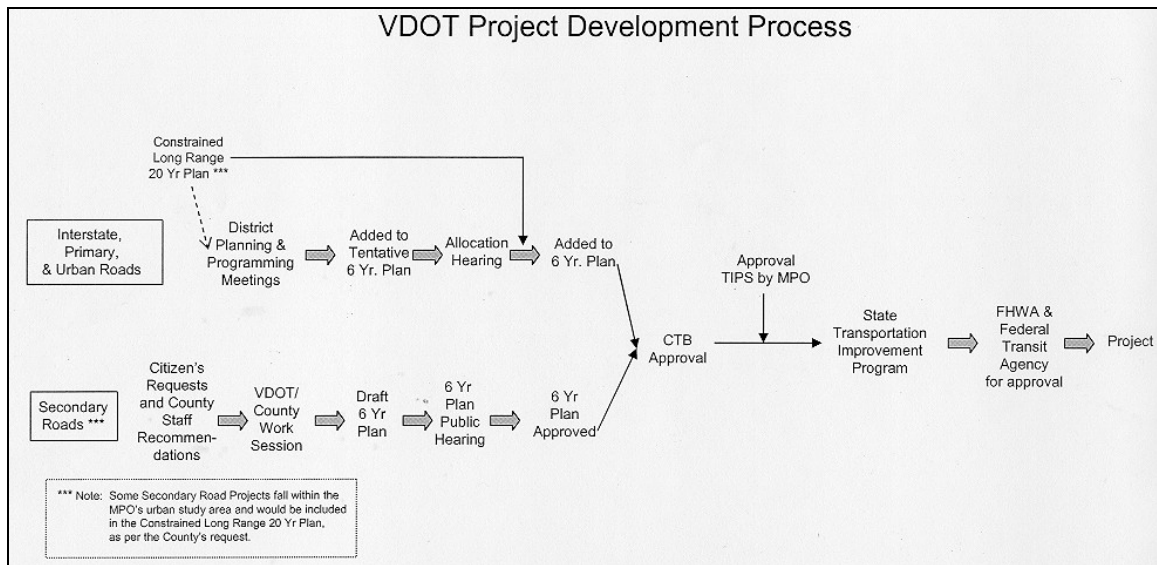 VDOT Project Development Process
Constrained
Long Range
20 Yr Plan ***
Interstate,
Primary,
& Urban Roads
District
Planning &
Programming
Meetings
Added to
Tentative
6 Yr. Plan
Allocation
Hearing
Added to
6 Yr. Plan
Approval
TIPS by MPO
CTB
Approval
State
Transportation
Improvement
Program
FHWA &
Federal
Transit
Agency
for approval
Project
Secondary
Roads ***
Citizen's
Requests
and County
Staff
Recommen-
dations
VDOT/
County
Work
Session
Draft
6 Yr
Plan
6 Yr
Plan
Public
Hearing
6 Yr
Plan
Approved
*** Note: Some Secondary Road Projects fall within the
MPO's urban study area and would be included
in the Constrained Long Range 20 Yr Plan,
as per the County's request.